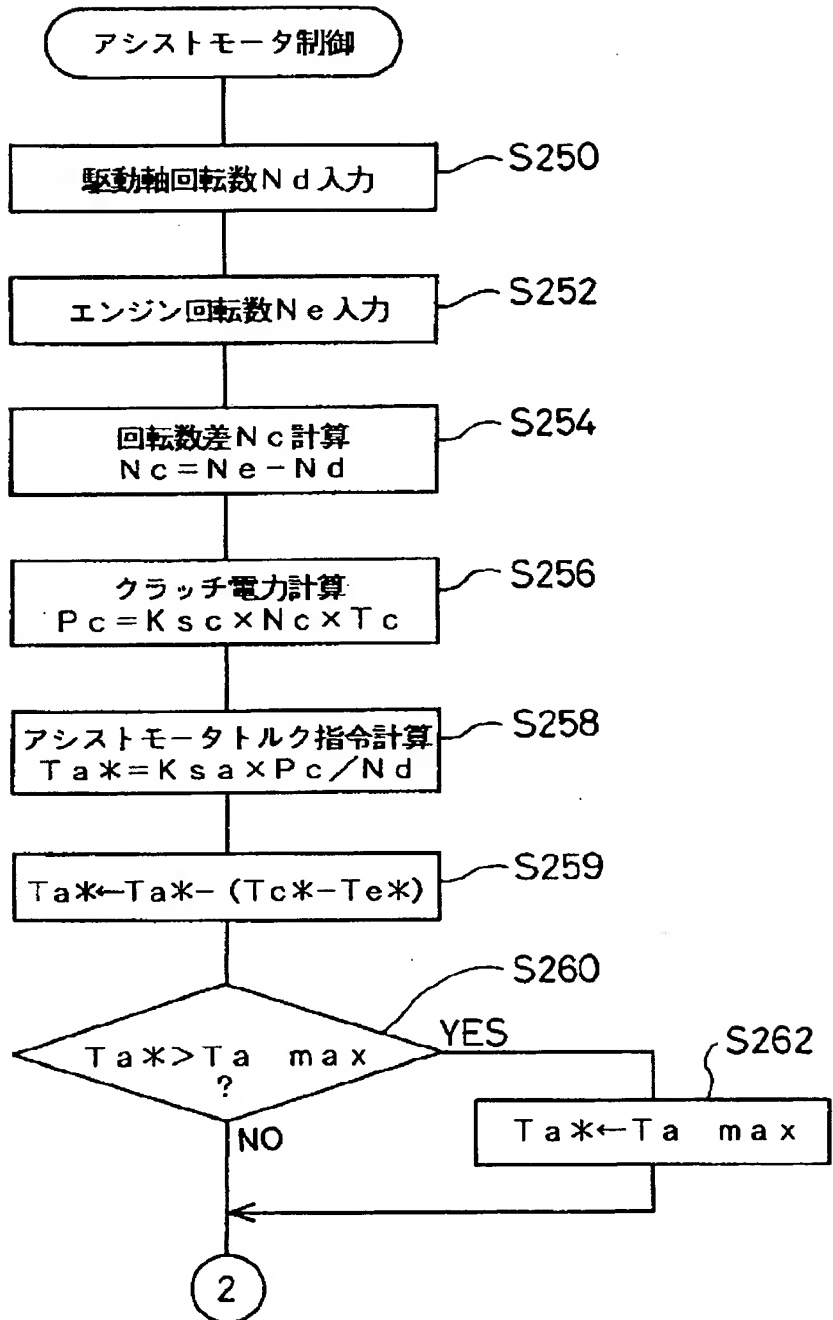 アシストモータ制御
駆動軸回転数Ｎｄ入力
S250
エンジン回転数Ｎｅ入力
S252
回転数差Ｎｃ計算
Ｎｃ＝Ｎｅ－Ｎｄ
S254
クラッチ電力計算
Ｐｃ＝Ｋｓｃ×Ｎｃ×Ｔｃ
S256
アシストモータトルク指令計算
Ｔａ＊＝Ｋｓａ×Ｐｃ／Ｎｄ
S258
Ta*←Ta*-(Tc*-Te*)
S259
S260
Ｔａ＊＞Ｔａ　ｍａｘ
?
YES
NO
S262
Ｔａ＊←Ｔａ　ｍａｘ
2